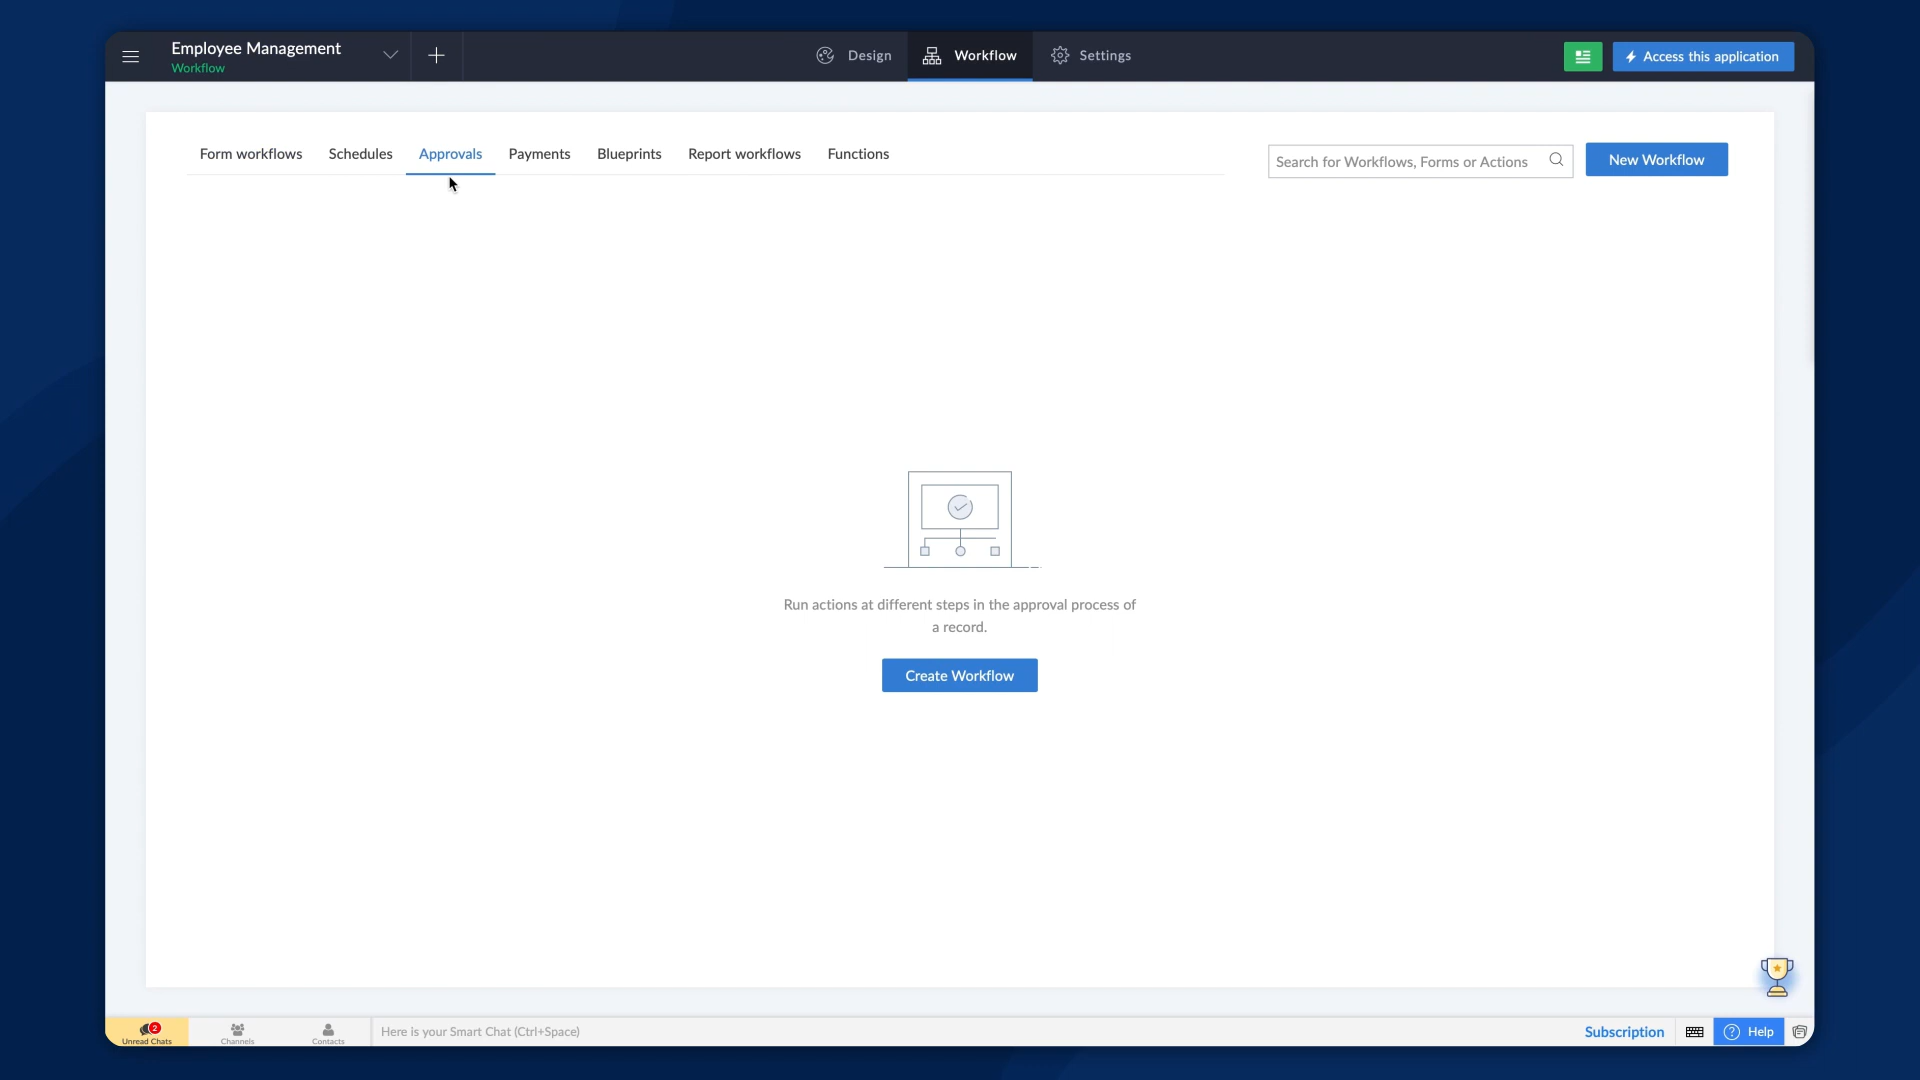 Employee Management
Workflow
Design
Workflow
Settings
Access this application
Form workflows
Schedules
Approvals
Payments
Blueprints
Report workflows
Functions
Search for Workflows, Forms or Actions
New Workflow
Run actions at different steps in the approval process of
a record.
Create Workflow
2
Unread Chats
Channels
Contacts
Here is your Smart Chat (Ctrl+Space)
Subscription
? Help